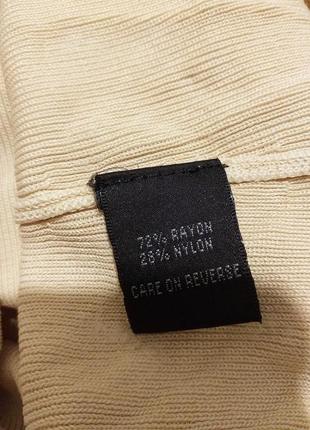 72% RAYON
28% NYLON
CARE ON REVERSE